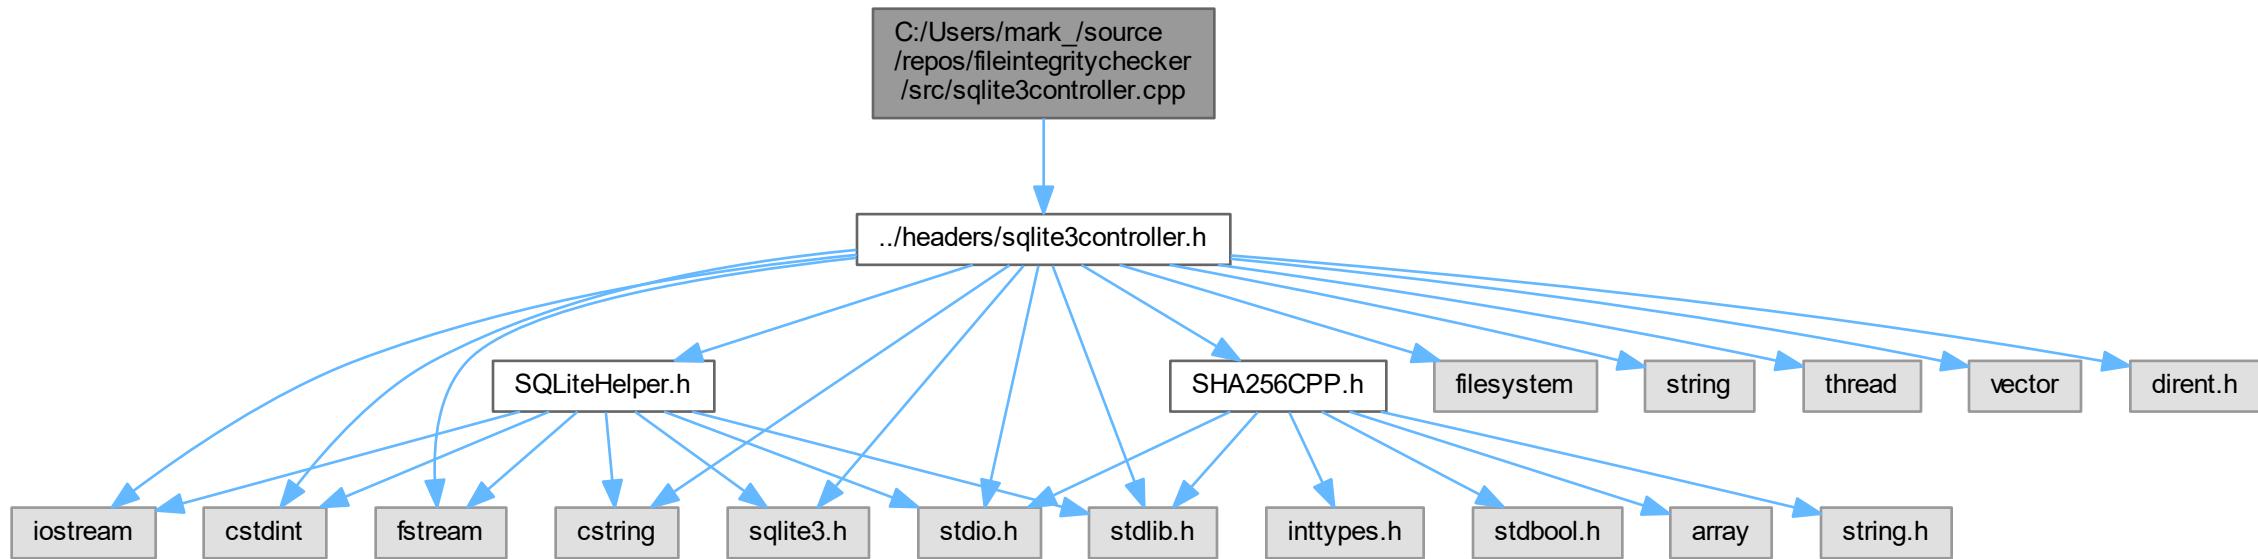 C:/Users/mark_/source
/repos/fileintegritychecker
/src/sqlite3controller.cpp
../headers/sqlite3controller.h
SQLiteHelper.h
SHA256CPP.h
filesystem
string
thread
vector
dirent.h
iostream
cstdint
fstream
cstring
sqlite3.h
stdio.h
stdlib.h
inttypes.h
stdbool.h
array
string.h